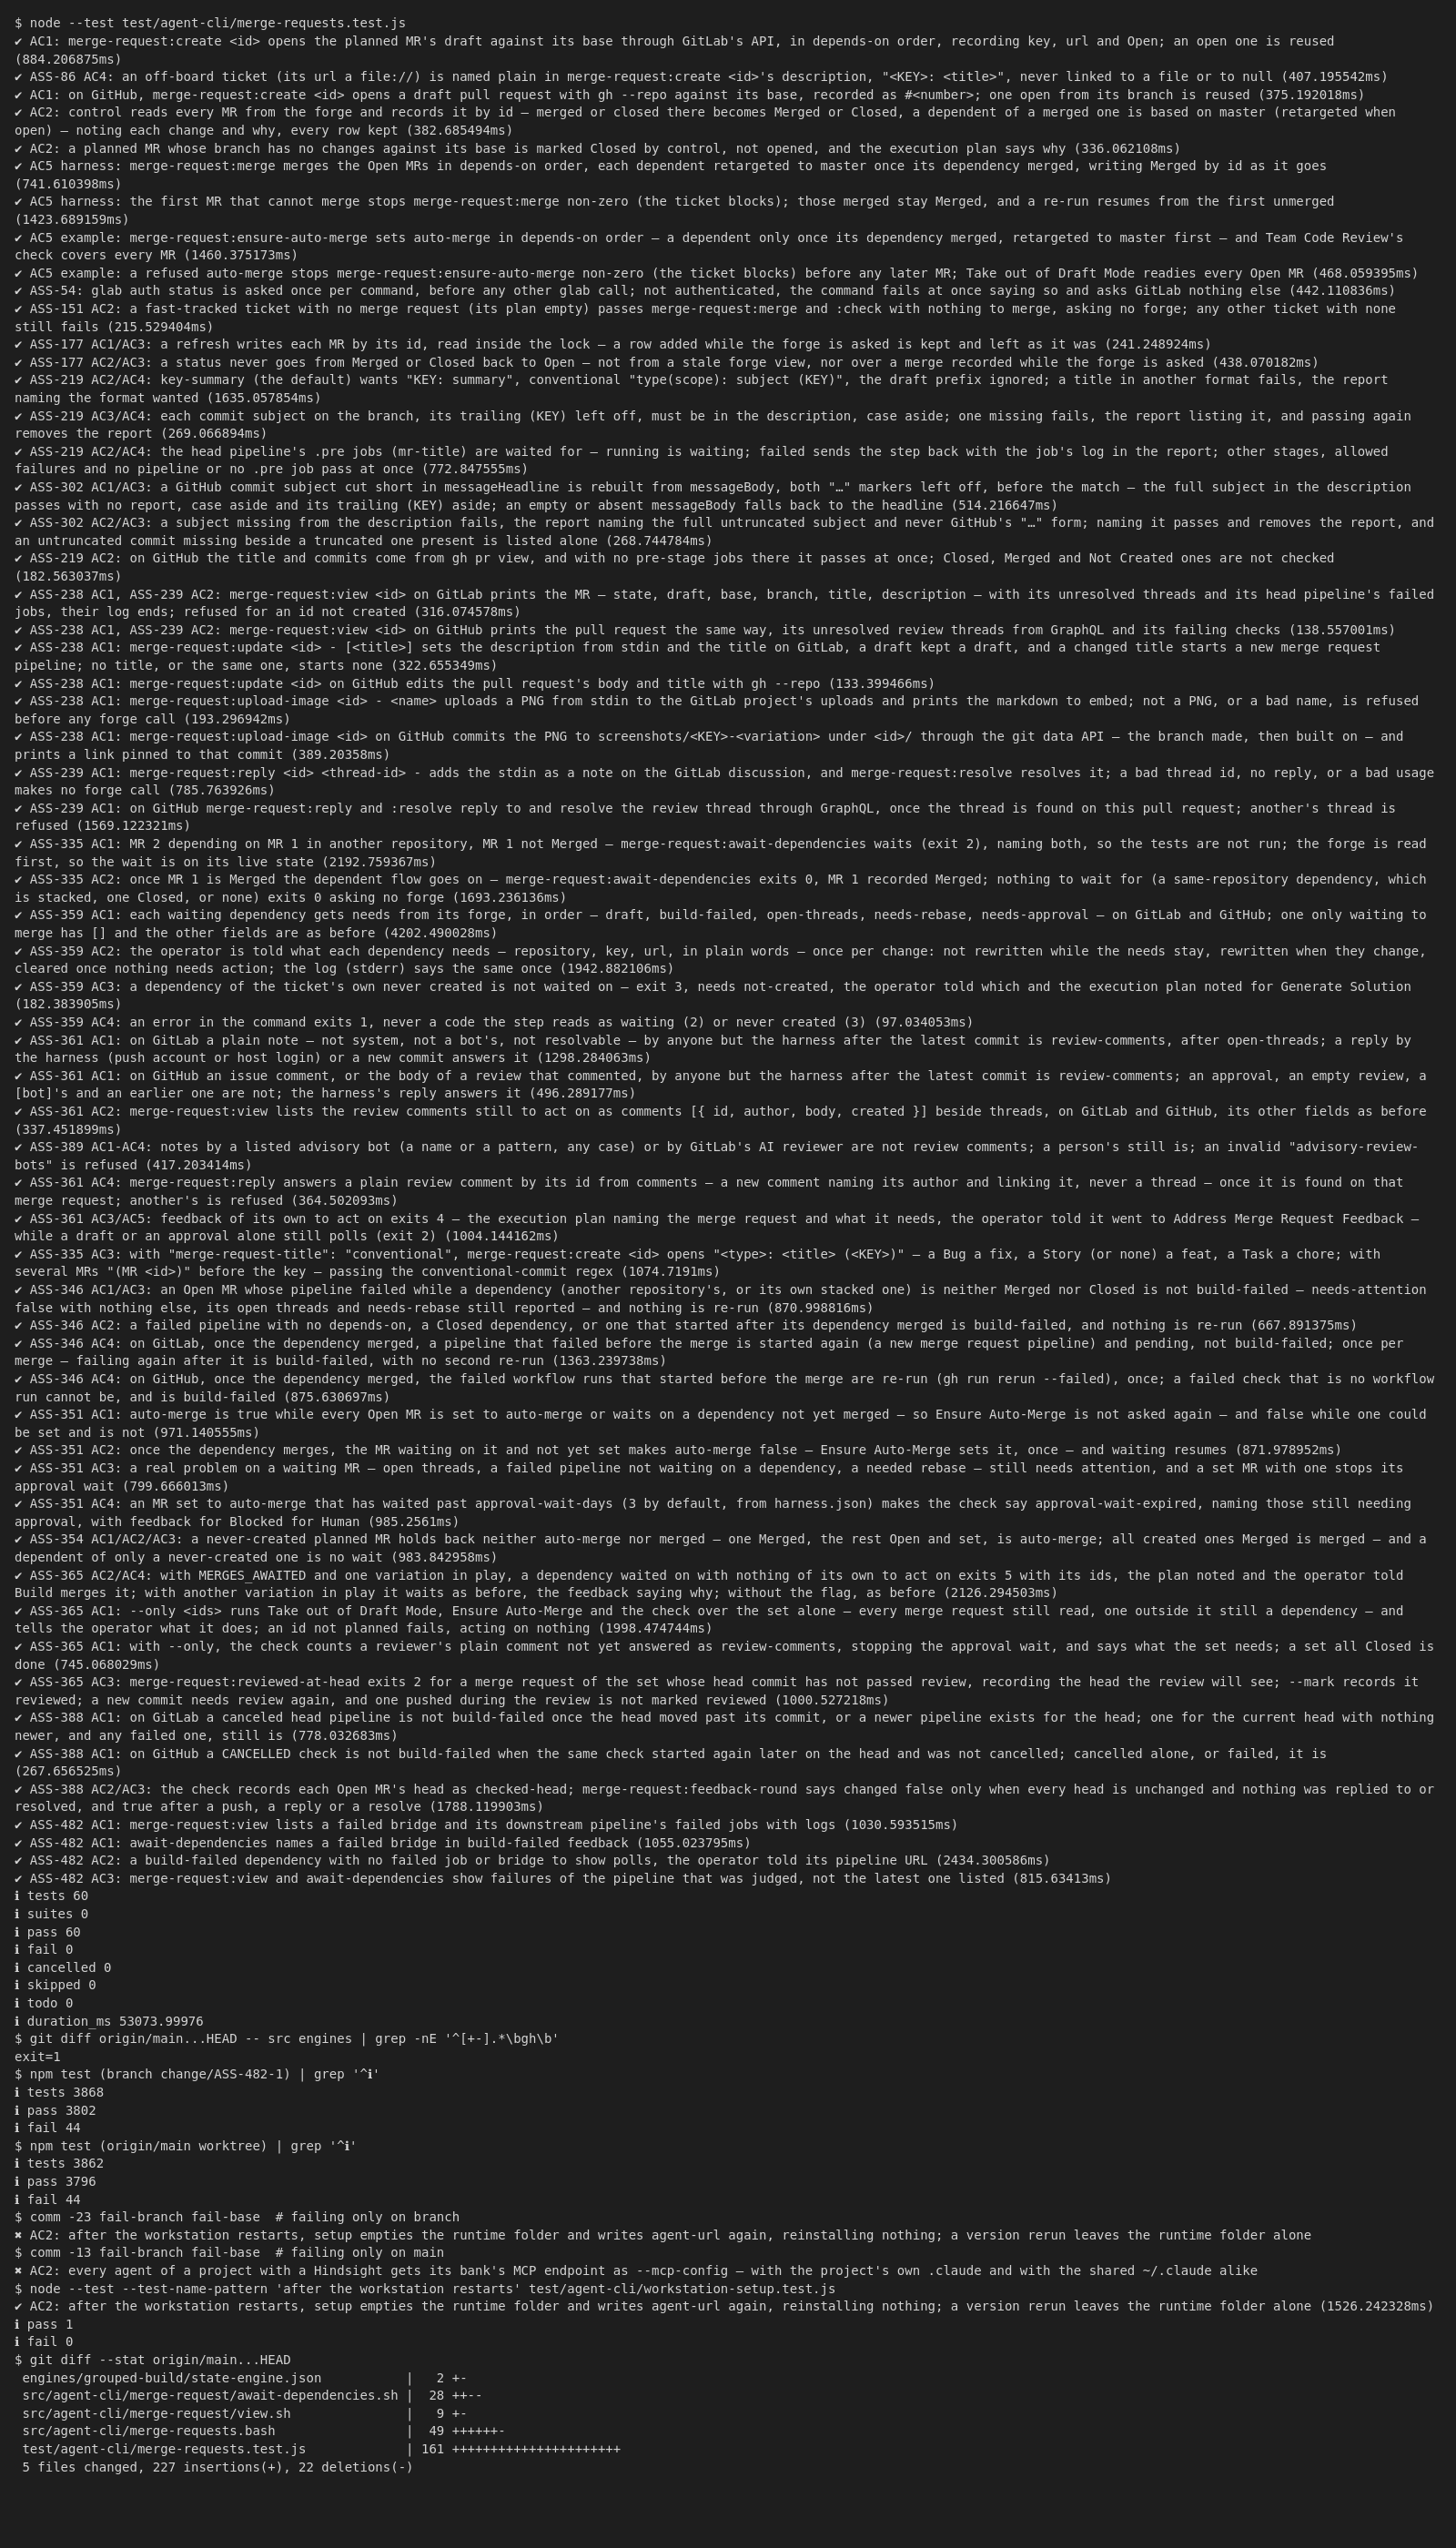 $ node --test test/agent-cli/merge-requests.test.js
✔ AC1: merge-request:create <id> opens the planned MR's draft against its base through GitLab's API, in depends-on order, recording key, url and Open; an open one is reused
(884.206875ms)
✔ ASS-86 AC4: an off-board ticket (its url a file://) is named plain in merge-request:create <id>'s description, "<KEY>: <title>", never linked to a file or to null (407.195542ms)
✔ AC1: on GitHub, merge-request:create <id> opens a draft pull request with gh --repo against its base, recorded as #<number>; one open from its branch is reused (375.192018ms)
✔ AC2: control reads every MR from the forge and records it by id — merged or closed there becomes Merged or Closed, a dependent of a merged one is based on master (retargeted when
open) — noting each change and why, every row kept (382.685494ms)
✔ AC2: a planned MR whose branch has no changes against its base is marked Closed by control, not opened, and the execution plan says why (336.062108ms)
✔ AC5 harness: merge-request:merge merges the Open MRs in depends-on order, each dependent retargeted to master once its dependency merged, writing Merged by id as it goes
(741.610398ms)
✔ AC5 harness: the first MR that cannot merge stops merge-request:merge non-zero (the ticket blocks); those merged stay Merged, and a re-run resumes from the first unmerged
(1423.689159ms)
✔ AC5 example: merge-request:ensure-auto-merge sets auto-merge in depends-on order — a dependent only once its dependency merged, retargeted to master first — and Team Code Review's
check covers every MR (1460.375173ms)
✔ AC5 example: a refused auto-merge stops merge-request:ensure-auto-merge non-zero (the ticket blocks) before any later MR; Take out of Draft Mode readies every Open MR (468.059395ms)
✔ ASS-54: glab auth status is asked once per command, before any other glab call; not authenticated, the command fails at once saying so and asks GitLab nothing else (442.110836ms)
✔ ASS-151 AC2: a fast-tracked ticket with no merge request (its plan empty) passes merge-request:merge and :check with nothing to merge, asking no forge; any other ticket with none
still fails (215.529404ms)
✔ ASS-177 AC1/AC3: a refresh writes each MR by its id, read inside the lock — a row added while the forge is asked is kept and left as it was (241.248924ms)
✔ ASS-177 AC2/AC3: a status never goes from Merged or Closed back to Open — not from a stale forge view, nor over a merge recorded while the forge is asked (438.070182ms)
✔ ASS-219 AC2/AC4: key-summary (the default) wants "KEY: summary", conventional "type(scope): subject (KEY)", the draft prefix ignored; a title in another format fails, the report
naming the format wanted (1635.057854ms)
✔ ASS-219 AC3/AC4: each commit subject on the branch, its trailing (KEY) left off, must be in the description, case aside; one missing fails, the report listing it, and passing again
removes the report (269.066894ms)
✔ ASS-219 AC2/AC4: the head pipeline's .pre jobs (mr-title) are waited for — running is waiting; failed sends the step back with the job's log in the report; other stages, allowed
failures and no pipeline or no .pre job pass at once (772.847555ms)
✔ ASS-302 AC1/AC3: a GitHub commit subject cut short in messageHeadline is rebuilt from messageBody, both "…" markers left off, before the match — the full subject in the description
passes with no report, case aside and its trailing (KEY) aside; an empty or absent messageBody falls back to the headline (514.216647ms)
✔ ASS-302 AC2/AC3: a subject missing from the description fails, the report naming the full untruncated subject and never GitHub's "…" form; naming it passes and removes the report, and
an untruncated commit missing beside a truncated one present is listed alone (268.744784ms)
✔ ASS-219 AC2: on GitHub the title and commits come from gh pr view, and with no pre-stage jobs there it passes at once; Closed, Merged and Not Created ones are not checked
(182.563037ms)
✔ ASS-238 AC1, ASS-239 AC2: merge-request:view <id> on GitLab prints the MR — state, draft, base, branch, title, description — with its unresolved threads and its head pipeline's failed
jobs, their log ends; refused for an id not created (316.074578ms)
✔ ASS-238 AC1, ASS-239 AC2: merge-request:view <id> on GitHub prints the pull request the same way, its unresolved review threads from GraphQL and its failing checks (138.557001ms)
✔ ASS-238 AC1: merge-request:update <id> - [<title>] sets the description from stdin and the title on GitLab, a draft kept a draft, and a changed title starts a new merge request
pipeline; no title, or the same one, starts none (322.655349ms)
✔ ASS-238 AC1: merge-request:update <id> on GitHub edits the pull request's body and title with gh --repo (133.399466ms)
✔ ASS-238 AC1: merge-request:upload-image <id> - <name> uploads a PNG from stdin to the GitLab project's uploads and prints the markdown to embed; not a PNG, or a bad name, is refused
before any forge call (193.296942ms)
✔ ASS-238 AC1: merge-request:upload-image <id> on GitHub commits the PNG to screenshots/<KEY>-<variation> under <id>/ through the git data API — the branch made, then built on — and
prints a link pinned to that commit (389.20358ms)
✔ ASS-239 AC1: merge-request:reply <id> <thread-id> - adds the stdin as a note on the GitLab discussion, and merge-request:resolve resolves it; a bad thread id, no reply, or a bad usage
makes no forge call (785.763926ms)
✔ ASS-239 AC1: on GitHub merge-request:reply and :resolve reply to and resolve the review thread through GraphQL, once the thread is found on this pull request; another's thread is
refused (1569.122321ms)
✔ ASS-335 AC1: MR 2 depending on MR 1 in another repository, MR 1 not Merged — merge-request:await-dependencies waits (exit 2), naming both, so the tests are not run; the forge is read
first, so the wait is on its live state (2192.759367ms)
✔ ASS-335 AC2: once MR 1 is Merged the dependent flow goes on — merge-request:await-dependencies exits 0, MR 1 recorded Merged; nothing to wait for (a same-repository dependency, which
is stacked, one Closed, or none) exits 0 asking no forge (1693.236136ms)
✔ ASS-359 AC1: each waiting dependency gets needs from its forge, in order — draft, build-failed, open-threads, needs-rebase, needs-approval — on GitLab and GitHub; one only waiting to
merge has [] and the other fields are as before (4202.490028ms)
✔ ASS-359 AC2: the operator is told what each dependency needs — repository, key, url, in plain words — once per change: not rewritten while the needs stay, rewritten when they change,
cleared once nothing needs action; the log (stderr) says the same once (1942.882106ms)
✔ ASS-359 AC3: a dependency of the ticket's own never created is not waited on — exit 3, needs not-created, the operator told which and the execution plan noted for Generate Solution
(182.383905ms)
✔ ASS-359 AC4: an error in the command exits 1, never a code the step reads as waiting (2) or never created (3) (97.034053ms)
✔ ASS-361 AC1: on GitLab a plain note — not system, not a bot's, not resolvable — by anyone but the harness after the latest commit is review-comments, after open-threads; a reply by
the harness (push account or host login) or a new commit answers it (1298.284063ms)
✔ ASS-361 AC1: on GitHub an issue comment, or the body of a review that commented, by anyone but the harness after the latest commit is review-comments; an approval, an empty review, a
[bot]'s and an earlier one are not; the harness's reply answers it (496.289177ms)
✔ ASS-361 AC2: merge-request:view lists the review comments still to act on as comments [{ id, author, body, created }] beside threads, on GitLab and GitHub, its other fields as before
(337.451899ms)
✔ ASS-389 AC1-AC4: notes by a listed advisory bot (a name or a pattern, any case) or by GitLab's AI reviewer are not review comments; a person's still is; an invalid "advisory-review-
bots" is refused (417.203414ms)
✔ ASS-361 AC4: merge-request:reply answers a plain review comment by its id from comments — a new comment naming its author and linking it, never a thread — once it is found on that
merge request; another's is refused (364.502093ms)
✔ ASS-361 AC3/AC5: feedback of its own to act on exits 4 — the execution plan naming the merge request and what it needs, the operator told it went to Address Merge Request Feedback —
while a draft or an approval alone still polls (exit 2) (1004.144162ms)
✔ ASS-335 AC3: with "merge-request-title": "conventional", merge-request:create <id> opens "<type>: <title> (<KEY>)" — a Bug a fix, a Story (or none) a feat, a Task a chore; with
several MRs "(MR <id>)" before the key — passing the conventional-commit regex (1074.7191ms)
✔ ASS-346 AC1/AC3: an Open MR whose pipeline failed while a dependency (another repository's, or its own stacked one) is neither Merged nor Closed is not build-failed — needs-attention
false with nothing else, its open threads and needs-rebase still reported — and nothing is re-run (870.998816ms)
✔ ASS-346 AC2: a failed pipeline with no depends-on, a Closed dependency, or one that started after its dependency merged is build-failed, and nothing is re-run (667.891375ms)
✔ ASS-346 AC4: on GitLab, once the dependency merged, a pipeline that failed before the merge is started again (a new merge request pipeline) and pending, not build-failed; once per
merge — failing again after it is build-failed, with no second re-run (1363.239738ms)
✔ ASS-346 AC4: on GitHub, once the dependency merged, the failed workflow runs that started before the merge are re-run (gh run rerun --failed), once; a failed check that is no workflow
run cannot be, and is build-failed (875.630697ms)
✔ ASS-351 AC1: auto-merge is true while every Open MR is set to auto-merge or waits on a dependency not yet merged — so Ensure Auto-Merge is not asked again — and false while one could
be set and is not (971.140555ms)
✔ ASS-351 AC2: once the dependency merges, the MR waiting on it and not yet set makes auto-merge false — Ensure Auto-Merge sets it, once — and waiting resumes (871.978952ms)
✔ ASS-351 AC3: a real problem on a waiting MR — open threads, a failed pipeline not waiting on a dependency, a needed rebase — still needs attention, and a set MR with one stops its
approval wait (799.666013ms)
✔ ASS-351 AC4: an MR set to auto-merge that has waited past approval-wait-days (3 by default, from harness.json) makes the check say approval-wait-expired, naming those still needing
approval, with feedback for Blocked for Human (985.2561ms)
✔ ASS-354 AC1/AC2/AC3: a never-created planned MR holds back neither auto-merge nor merged — one Merged, the rest Open and set, is auto-merge; all created ones Merged is merged — and a
dependent of only a never-created one is no wait (983.842958ms)
✔ ASS-365 AC2/AC4: with MERGES_AWAITED and one variation in play, a dependency waited on with nothing of its own to act on exits 5 with its ids, the plan noted and the operator told
Build merges it; with another variation in play it waits as before, the feedback saying why; without the flag, as before (2126.294503ms)
✔ ASS-365 AC1: --only <ids> runs Take out of Draft Mode, Ensure Auto-Merge and the check over the set alone — every merge request still read, one outside it still a dependency — and
tells the operator what it does; an id not planned fails, acting on nothing (1998.474744ms)
✔ ASS-365 AC1: with --only, the check counts a reviewer's plain comment not yet answered as review-comments, stopping the approval wait, and says what the set needs; a set all Closed is
done (745.068029ms)
✔ ASS-365 AC3: merge-request:reviewed-at-head exits 2 for a merge request of the set whose head commit has not passed review, recording the head the review will see; --mark records it
reviewed; a new commit needs review again, and one pushed during the review is not marked reviewed (1000.527218ms)
✔ ASS-388 AC1: on GitLab a canceled head pipeline is not build-failed once the head moved past its commit, or a newer pipeline exists for the head; one for the current head with nothing
newer, and any failed one, still is (778.032683ms)
✔ ASS-388 AC1: on GitHub a CANCELLED check is not build-failed when the same check started again later on the head and was not cancelled; cancelled alone, or failed, it is
(267.656525ms)
✔ ASS-388 AC2/AC3: the check records each Open MR's head as checked-head; merge-request:feedback-round says changed false only when every head is unchanged and nothing was replied to or
resolved, and true after a push, a reply or a resolve (1788.119903ms)
✔ ASS-482 AC1: merge-request:view lists a failed bridge and its downstream pipeline's failed jobs with logs (1030.593515ms)
✔ ASS-482 AC1: await-dependencies names a failed bridge in build-failed feedback (1055.023795ms)
✔ ASS-482 AC2: a build-failed dependency with no failed job or bridge to show polls, the operator told its pipeline URL (2434.300586ms)
✔ ASS-482 AC3: merge-request:view and await-dependencies show failures of the pipeline that was judged, not the latest one listed (815.63413ms)
ℹ tests 60
ℹ suites 0
ℹ pass 60
ℹ fail 0
ℹ cancelled 0
ℹ skipped 0
ℹ todo 0
ℹ duration_ms 53073.99976
$ git diff origin/main...HEAD -- src engines | grep -nE '^[+-].*\bgh\b'
exit=1
$ npm test (branch change/ASS-482-1) | grep '^ℹ'
ℹ tests 3868
ℹ pass 3802
ℹ fail 44
$ npm test (origin/main worktree) | grep '^ℹ'
ℹ tests 3862
ℹ pass 3796
ℹ fail 44
$ comm -23 fail-branch fail-base  # failing only on branch
✖ AC2: after the workstation restarts, setup empties the runtime folder and writes agent-url again, reinstalling nothing; a version rerun leaves the runtime folder alone
$ comm -13 fail-branch fail-base  # failing only on main
✖ AC2: every agent of a project with a Hindsight gets its bank's MCP endpoint as --mcp-config — with the project's own .claude and with the shared ~/.claude alike
$ node --test --test-name-pattern 'after the workstation restarts' test/agent-cli/workstation-setup.test.js
✔ AC2: after the workstation restarts, setup empties the runtime folder and writes agent-url again, reinstalling nothing; a version rerun leaves the runtime folder alone (1526.242328ms)
ℹ pass 1
ℹ fail 0
$ git diff --stat origin/main...HEAD
 engines/grouped-build/state-engine.json           |   2 +-
 src/agent-cli/merge-request/await-dependencies.sh |  28 ++--
 src/agent-cli/merge-request/view.sh               |   9 +-
 src/agent-cli/merge-requests.bash                 |  49 ++++++-
 test/agent-cli/merge-requests.test.js             | 161 ++++++++++++++++++++++
 5 files changed, 227 insertions(+), 22 deletions(-)